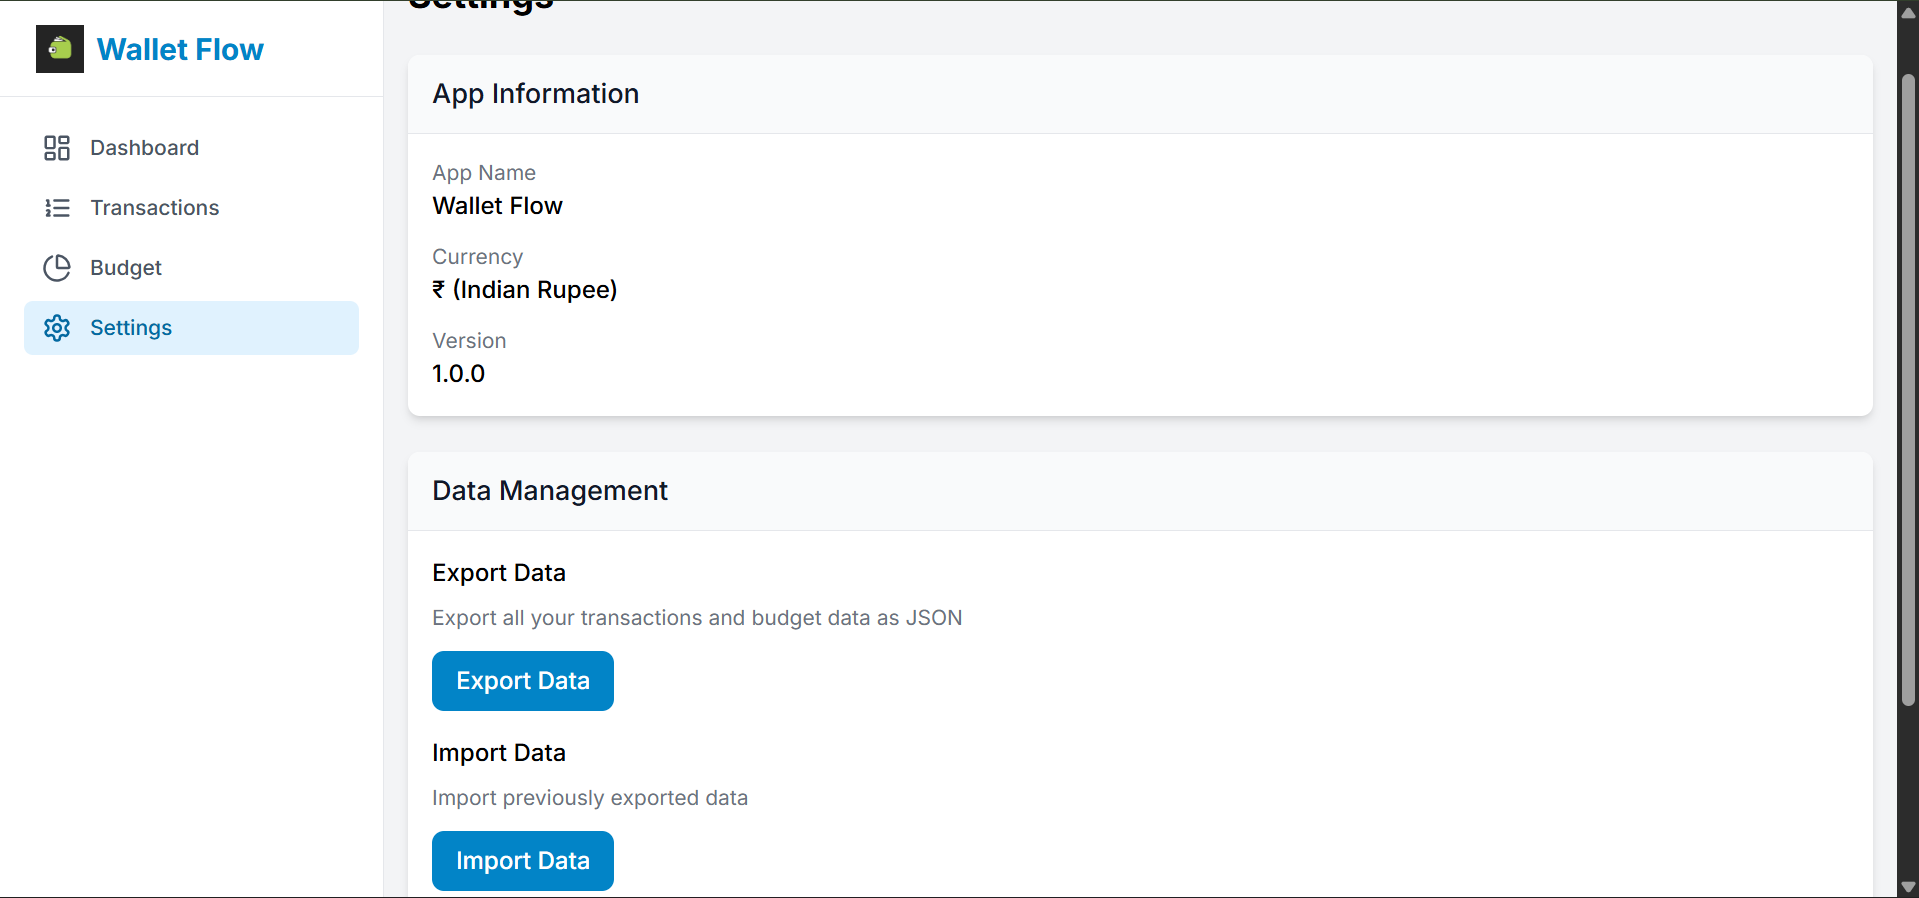 Wallet Flow
Dashboard
Transactions
Budget
Settings
Settings
App Information
App Name
Wallet Flow
Currency
₹ (Indian Rupee)
Version
1.0.0
Data Management
Export Data
Export all your transactions and budget data as JSON
Export Data
Import Data
Import previously exported data
Import Data